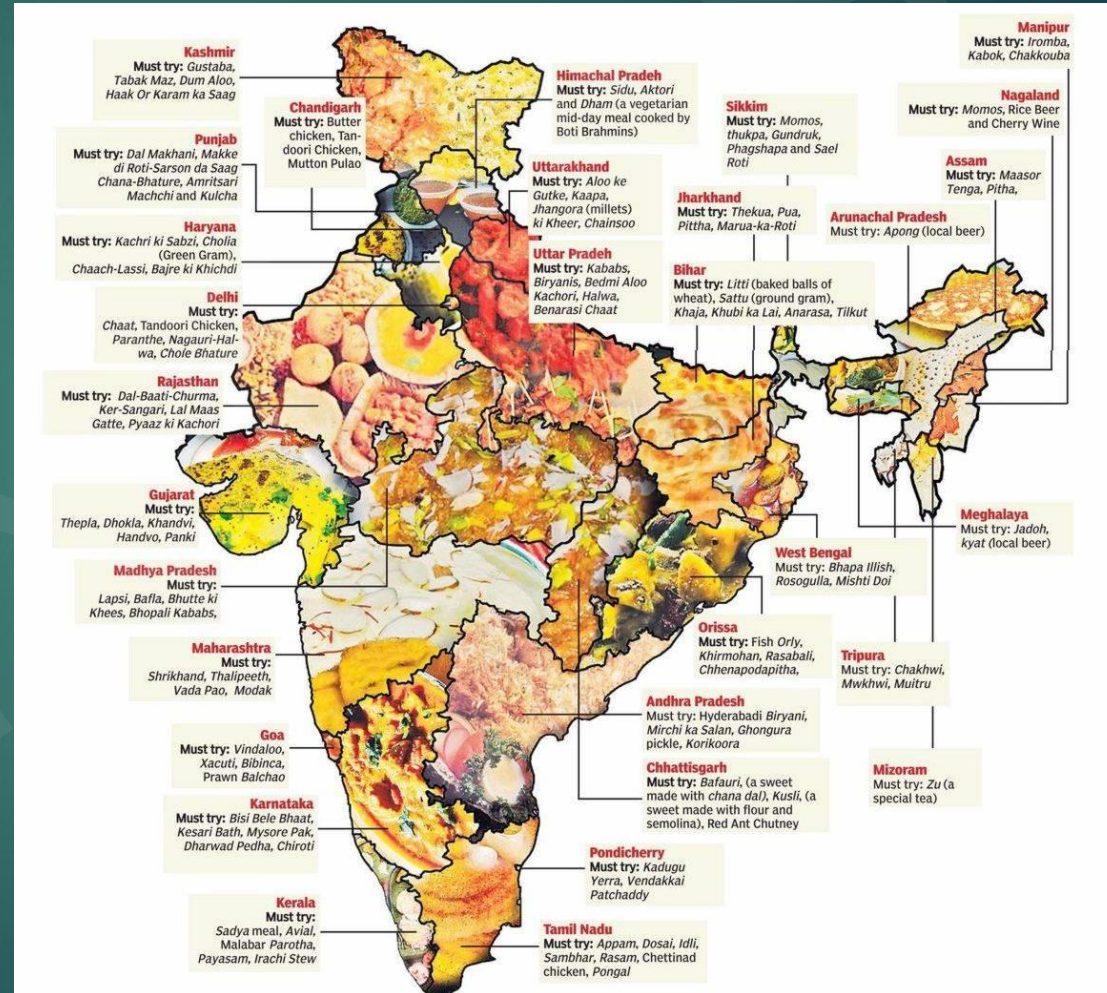 Kashmir
Must try: Gustaba,
Tabak Maz, Dum Aloo,
Haak Or Karam ka Saag
Chandigarh
Must try: Butter
chicken, Tan-
doori Chicken,
Mutton Pulao
Punjab
Must try: Dal Makhani, Makke
di Roti-Sarson da Saag
Chana-Bhature, Amritsari
Machchi and Kulcha
Haryana
Must try: Kachri ki Sabzi, Cholia
(Green Gram),
Chaach-Lassi, Bajre ki Khichdi
Delhi
Must try:
Chaat, Tandoori Chicken,
Paranthe, Nagauri-Hal-
wa, Chole Bhature
Rajasthan
Must try: Dal-Baati-Churma,
Ker-Sangari, Lal Maas
Gatte, Pyaaz ki Kachori
Gujarat
Must try:
Thepla, Dhokla, Khandvi,
Handvo, Panki
Madhya Pradesh
Must try:
Lapsi, Bafla, Bhutte ki
Khees, Bhopali Kababs,
Maharashtra
Must try:
Shrikhand, Thalipeeth,
Vada Pao, Modak
Goa
Must try: Vindaloo,
Xacuti, Bibinca,
Prawn Balchao
Karnataka
Must try: Bisi Bele Bhaat,
Kesari Bath, Mysore Pak,
Dharwad Pedha, Chiroti
Kerala
Must try:
Sadya meal, Avial,
Malabar Parotha,
Payasam, Irachi Stew
Himachal Pradeh
Must try: Sidu, Aktori
and Dham (a vegetarian
mid-day meal cooked by
Boti Brahmins)
Uttarakhand
Must try: Aloo ke
Gutke, Kaapa,
Jhangora (millets)
ki Kheer, Chainsoo
Uttar Pradeh
Must try: Kababs,
Biryanis, Bedmi Aloo
Kachori, Halwa,
Benarasi Chaat
Sikkim
Must try: Momos,
thukpa, Gundruk,
Phagshapa and Sael
Roti
Jharkhand
Must try: Thekua, Pua,
Pittha, Marua-ka-Roti
Bihar
Must try: Litti (baked balls of
wheat), Sattu (ground gram),
Khaja, Khubi ka Lai, Anarasa, Tilkut
Manipur
Must try: Iromba,
Kabok, Chakkouba
Nagaland
Must try: Momos, Rice Beer
and Cherry Wine
Assam
Must try: Maasor
Tenga, Pitha,
Arunachal Pradesh
Must try: Apong (local beer)
Meghalaya
Must try: Jadoh,
kyat (local beer)
West Bengal
Must try: Bhapa Illish,
Rosogulla, Mishti Doi
Orissa
Must try: Fish Orly,
Khirmohan, Rasabali,
Chhenapodapitha,
Tripura
Must try: Chakhwi,
Mwkhwi, Muitru
Andhra Pradesh
Must try: Hyderabadi Biryani,
Mirchi ka Salan, Ghongura
pickle, Korikoora
Mizoram
Must try: Zu (a
special tea)
Chhattisgarh
Must try: Bafauri, (a sweet
made with chana dal), Kusli, (a
sweet made with flour and
semolina), Red Ant Chutney
Pondicherry
Must try: Kadugu
Yerra, Vendakkai
Patchaddy
Tamil Nadu
Must try: Appam, Dosai, Idli,
Sambhar, Rasam, Chettinad
chicken, Pongal